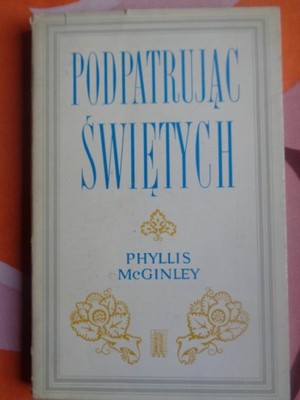 PODPATRUJĄC
ŚWIĘTYCH
PHYLLIS
McGINLEY